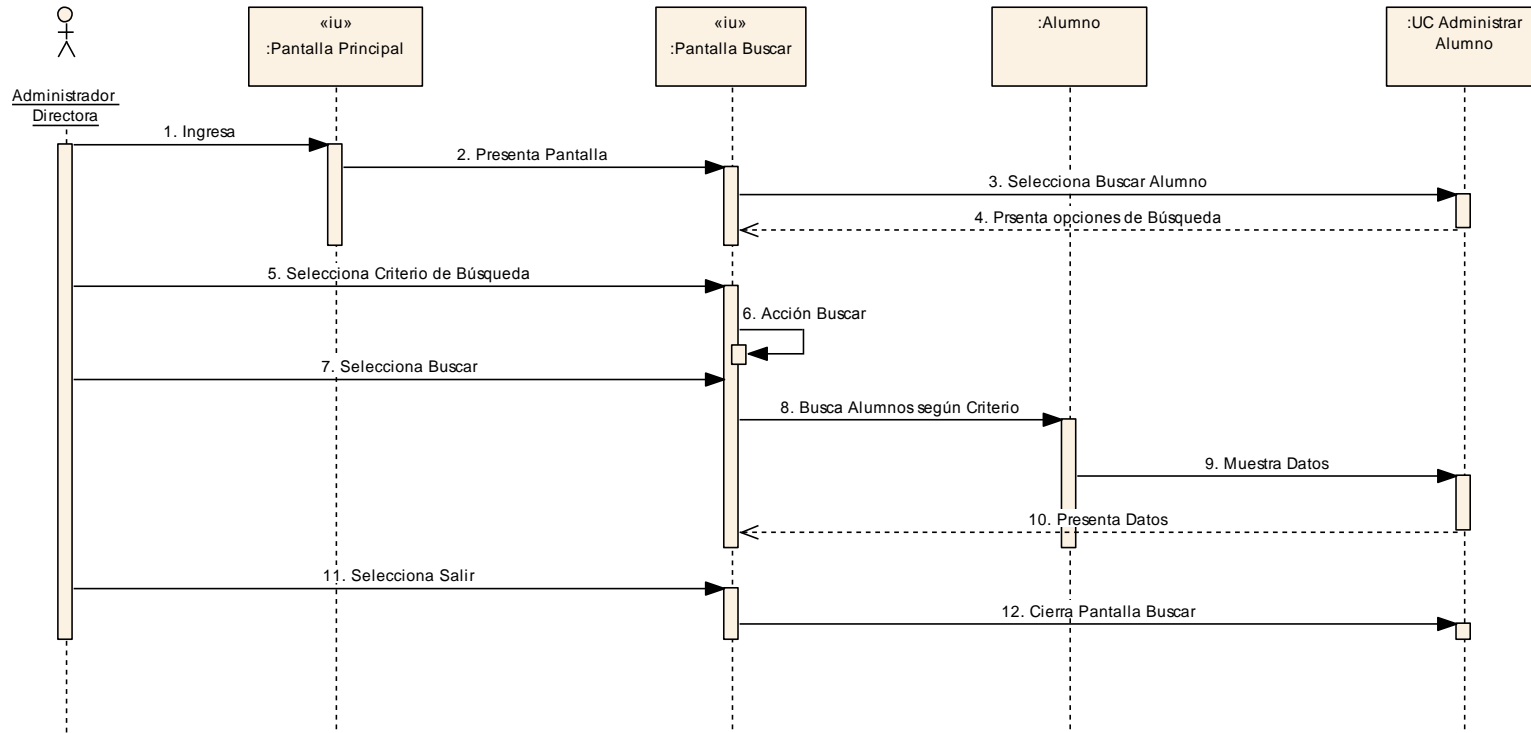 «iu»
:Pantalla Principal
«iu»
:Pantalla Buscar
:Alumno
:UC Administrar
Alumno
Administrador
Directora
1. Ingresa
2. Presenta Pantalla
3. Selecciona Buscar Alumno
4. Prsenta opciones de Búsqueda
5. Selecciona Criterio de Búsqueda
6. Acción Buscar
7. Selecciona Buscar
8. Busca Alumnos según Criterio
9. Muestra Datos
10. Presenta Datos
11. Selecciona Salir
12. Cierra Pantalla Buscar